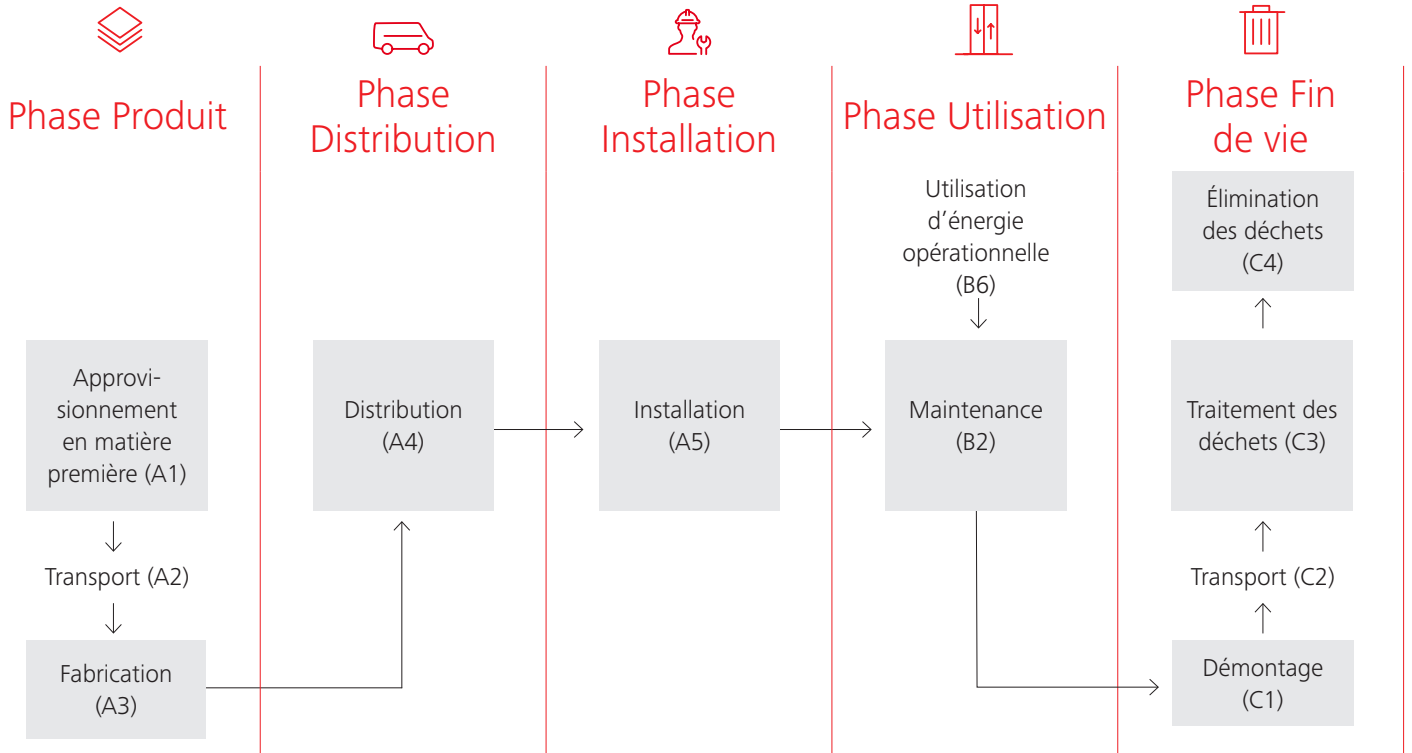 Phase Produit
Approvi-
sionnement
en matière
première (A1)
Transport (A2)
Fabrication
(A3)
Phase
Distribution
Distribution
(A4)
Phase
Installation
Installation
(A5)
Phase Utilisation
Utilisation
d’énergie
opérationnelle
(B6)
Maintenance
(B2)
Phase Fin
de vie
Élimination
des déchets
(C4)
Traitement des
déchets (C3)
Transport (C2)
Démontage
(C1)